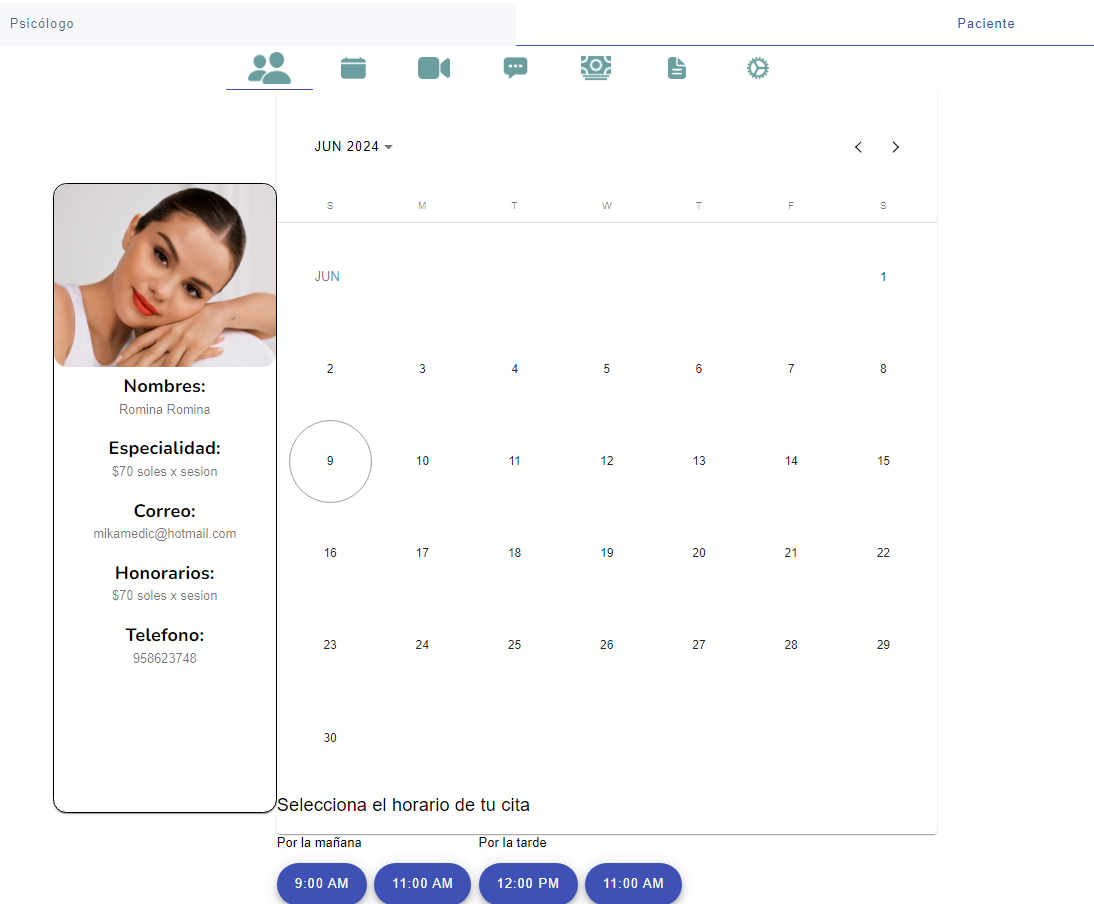 Psicólogo
Paciente
JUN 2024
S M T W T F S
JUN 1
2 3 4 5 6 7 8
9 10 11 12 13 14 15
16 17 18 19 20 21 22
23 24 25 26 27 28 29
30
Nombres:
Romina Romina
Especialidad:
$70 soles x sesion
Correo:
mikamedic@hotmail.com
Honorarios:
$70 soles x sesion
Telefono:
958623748
Selecciona el horario de tu cita
Por la mañana
9:00 AM 11:00 AM
Por la tarde
12:00 PM 11:00 AM